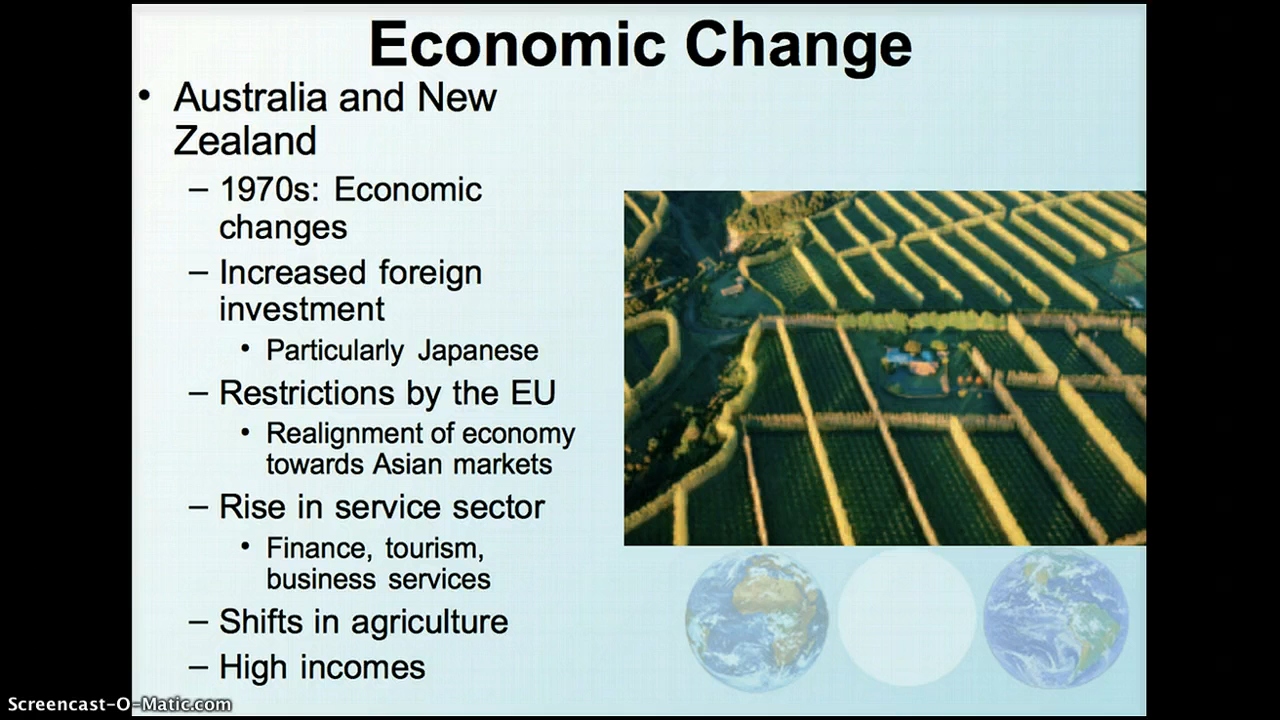 Economic Change
• Australia and New
Zealand
– 1970s: Economic
changes
– Increased foreign
investment
• Particularly Japanese
– Restrictions by the EU
• Realignment of economy
towards Asian markets
– Rise in service sector
• Finance, tourism,
business services
– Shifts in agriculture
– High incomes
Screencast-O-Matic.com